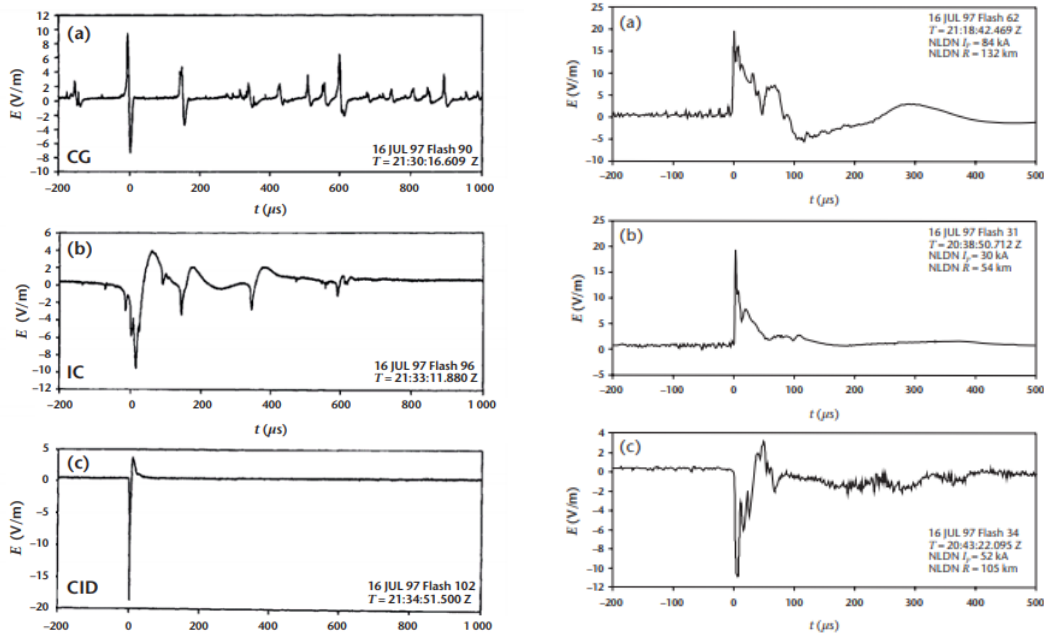 (a)
E (V/m)
12
10
8
6
4
2
0
−2
−4
−6
−8
−10
CG
16 JUL 97 Flash 90
T = 21:30:16.609 Z
−200 0 200 400 600 800 1 000
t (µs)
(b)
E (V/m)
6
4
2
0
−2
−4
−6
−8
−10
−12
IC
16 JUL 97 Flash 96
T = 21:33:11.880 Z
−200 0 200 400 600 800 1 000
t (µs)
(c)
E (V/m)
5
0
−5
−10
−15
−20
CID
16 JUL 97 Flash 102
T = 21:34:51.500 Z
−200 0 200 400 600 800 1 000
t (µs)
(a)
E (V/m)
25
20
15
10
5
0
−5
−10
16 JUL 97 Flash 62
T = 21:18:42.469 Z
NLDN Iₚ = 84 kA
NLDN R = 132 km
−200 −100 0 100 200 300 400 500
t (µs)
(b)
E (V/m)
25
20
15
10
5
0
−5
16 JUL 97 Flash 31
T = 20:38:50.712 Z
NLDN Iₚ = 30 kA
NLDN R = 54 km
−200 −100 0 100 200 300 400 500
t (µs)
(c)
E (V/m)
4
2
0
−2
−4
−6
−8
−10
−12
16 JUL 97 Flash 34
T = 20:43:22.095 Z
NLDN Iₚ = 52 kA
NLDN R = 105 km
−200 −100 0 100 200 300 400 500
t (µs)